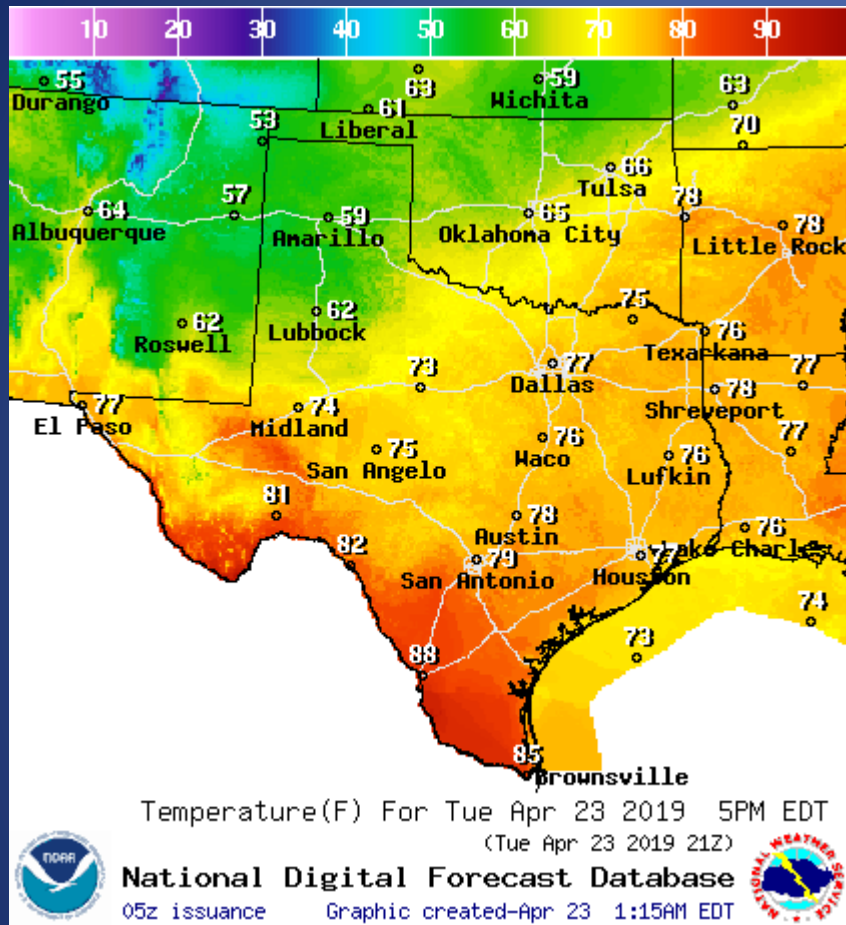 10 20 30 40 50 60 70 80 90
55
Durango
63
59
Wichita
63
61
Liberal
53
70
66
Tulsa
64
Albuquerque
57
59
Amarillo
65
Oklahoma City
78
78
Little Rock
62
Roswell
62
Lubbock
75
76
Texarkana
77
Dallas
73
77
El Paso
74
Midland
78
Shreveport
77
75
San Angelo
76
Waco
76
Lufkin
77
81
78
Austin
76
Lake Charles
82
79
San Antonio
77
Houston
74
73
88
85
Brownsville
Temperature(F) For Tue Apr 23 2019 5PM EDT
(Tue Apr 23 2019 21Z)
NOAA
National Digital Forecast Database
05z issuance Graphic created-Apr 23 1:15AM EDT
NATIONAL WEATHER SERVICE